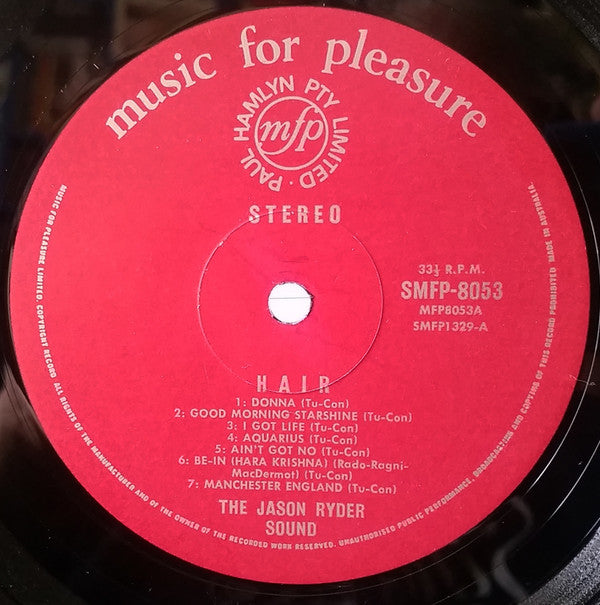 music for pleasure
PAUL HAMLYN PTY LIMITED ·
mfp
STEREO
33⅓ R.P.M.
SMFP-8053
MFP8053A
SMFP1329-A
HAIR
1: DONNA (Tu-Con)
2: GOOD MORNING STARSHINE (Tu-Con)
3: I GOT LIFE (Tu-Con)
4: AQUARIUS (Tu-Con)
5: AIN'T GOT NO (Tu-Con)
6: BE-IN (HARA KRISHNA) (Rado-Ragni-
MacDermot) (Tu-Con)
7: MANCHESTER ENGLAND (Tu-Con)
THE JASON RYDER
SOUND
MUSIC FOR PLEASURE LIMITED. COPYRIGHT RECORD. ALL RIGHTS OF THE MANUFACTURER AND OF THE OWNER OF THE RECORDED WORK RESERVED. UNAUTHORISED PUBLIC PERFORMANCE, BROADCASTING AND COPYING OF THIS RECORD PROHIBITED. MADE IN AUSTRALIA.